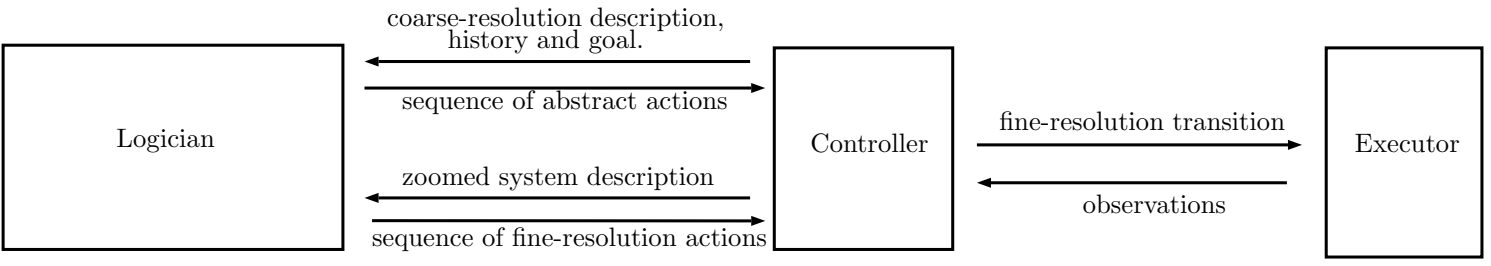 coarse-resolution description,
history and goal.
sequence of abstract actions
Logician
Controller
fine-resolution transition
Executor
zoomed system description
observations
sequence of fine-resolution actions